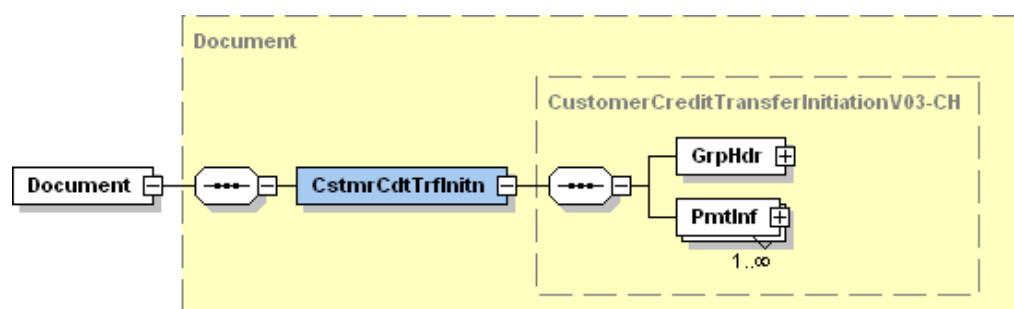 Document
CustomerCreditTransferInitiationV03-CH
GrpHdr
Document
CstmrCdtTrfInitn
PmtInf
1..∞